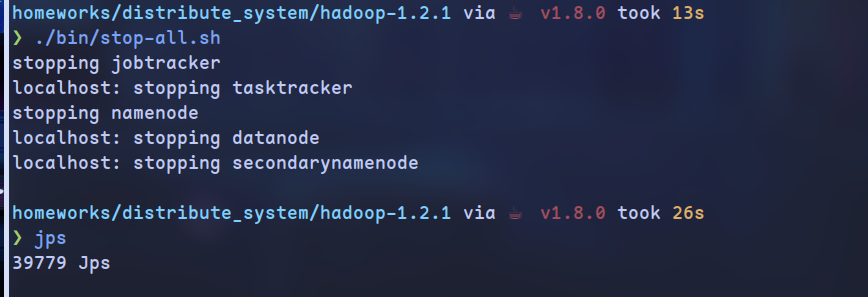 homeworks/distribute_system/hadoop-1.2.1 via ☕ v1.8.0 took 13s
❯ ./bin/stop-all.sh
stopping jobtracker
localhost: stopping tasktracker
stopping namenode
localhost: stopping datanode
localhost: stopping secondarynamenode
homeworks/distribute_system/hadoop-1.2.1 via ☕ v1.8.0 took 26s
❯ jps
39779 Jps